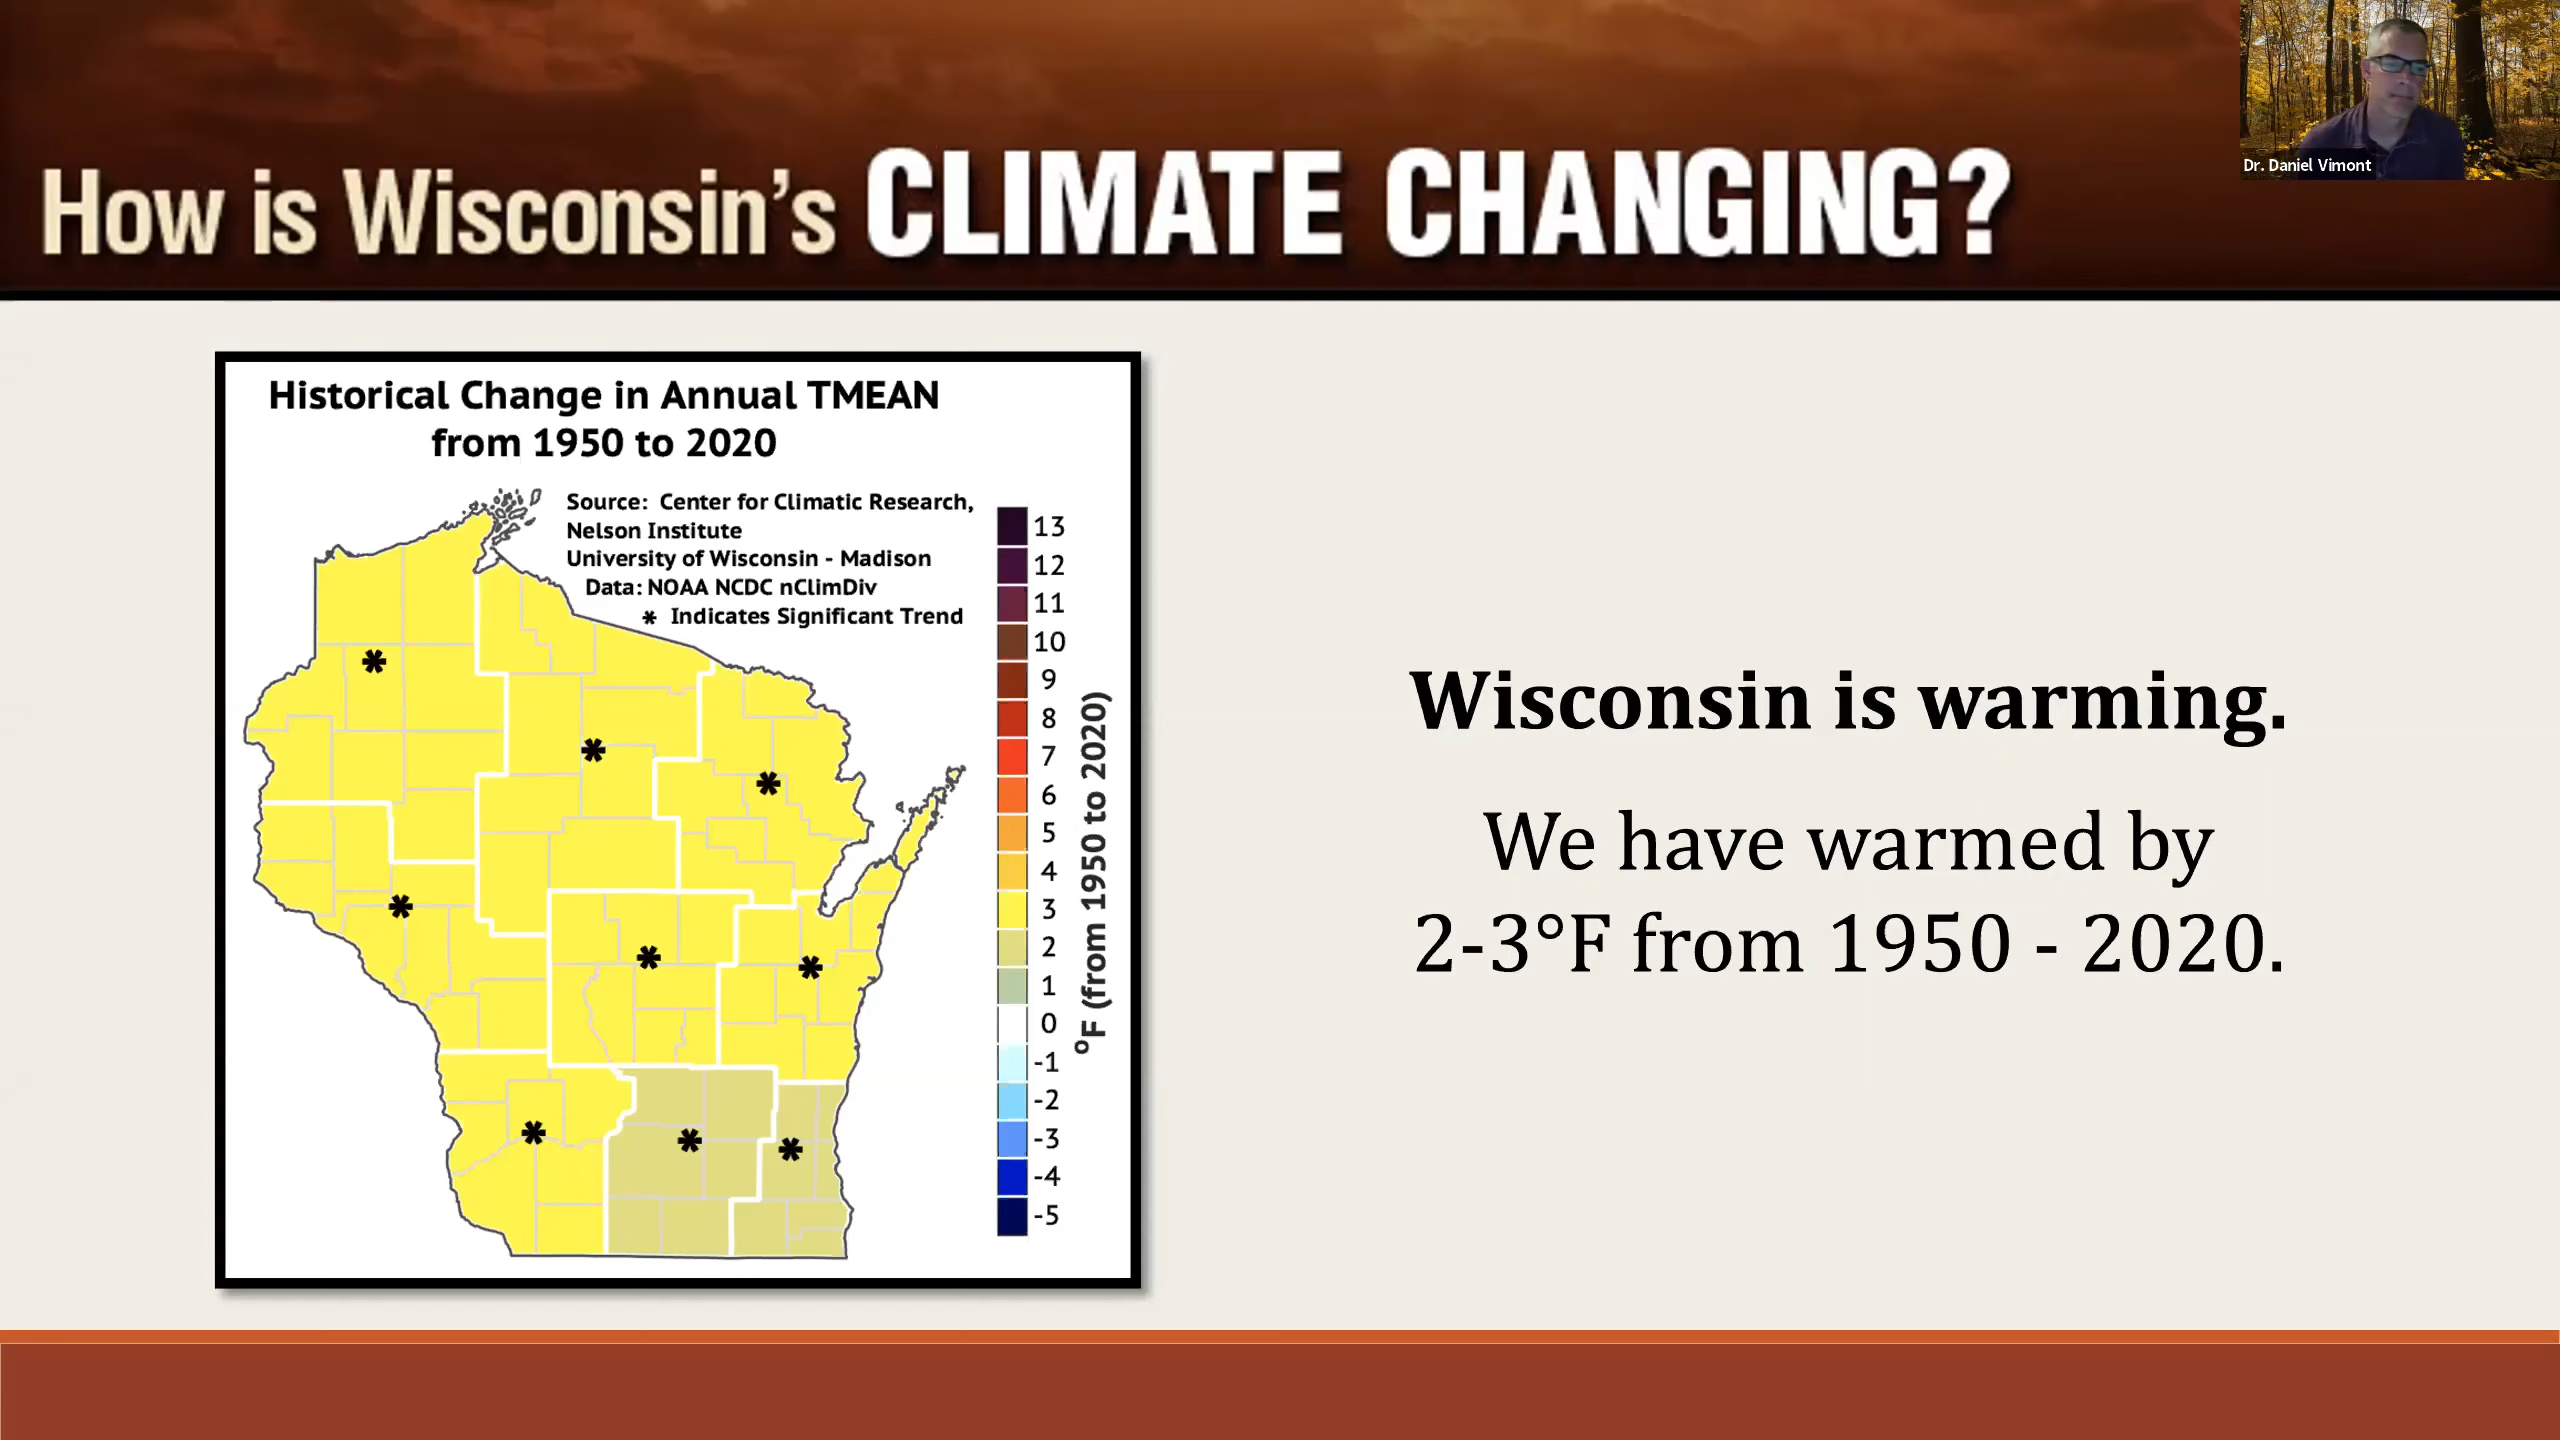 How is Wisconsin's CLIMATE CHANGING?
Dr. Daniel Vimont
Historical Change in Annual TMEAN
from 1950 to 2020
Source: Center for Climatic Research,
Nelson Institute
University of Wisconsin - Madison
Data: NOAA NCDC nClimDiv
* Indicates Significant Trend
13
12
11
10
9
8
7
6
5
4
3
2
1
0
-1
-2
-3
-4
-5
°F (from 1950 to 2020)
Wisconsin is warming.
We have warmed by
2-3°F from 1950 - 2020.